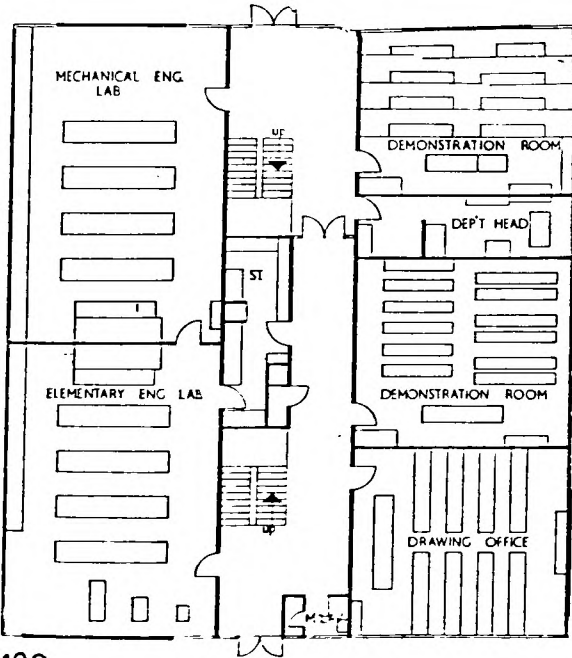 MECHANICAL ENG.
LAB
UP
DEMONSTRATION ROOM
DEP'T HEAD
ST
ELEMENTARY ENG LAB
DEMONSTRATION ROOM
UP
DRAWING OFFICE